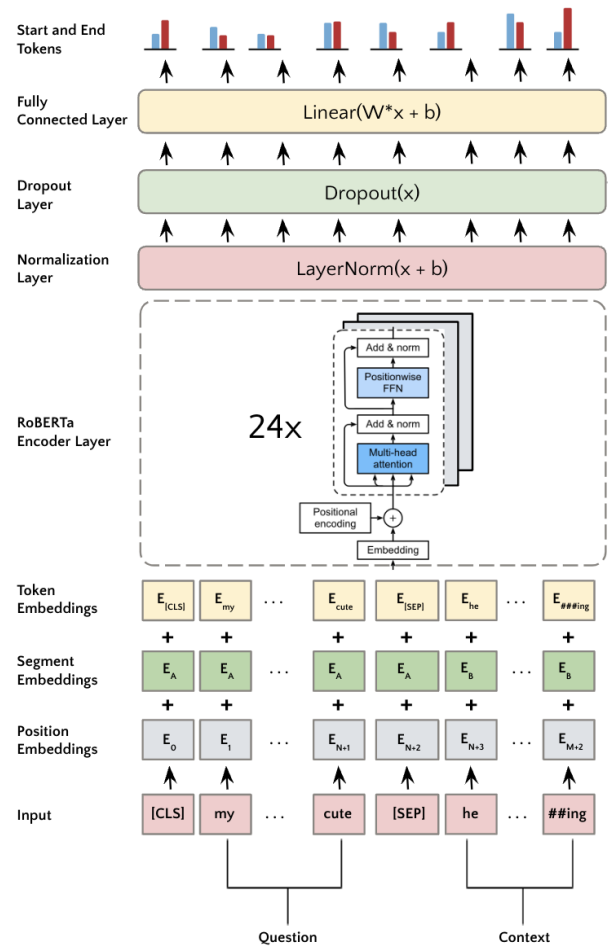 Start and End
Tokens
Fully
Connected Layer
Linear(W*x + b)
Dropout
Layer
Dropout(x)
Normalization
Layer
LayerNorm(x + b)
RoBERTa
Encoder Layer
24x
Add & norm
Positionwise
FFN
Add & norm
Multi-head
attention
Positional
encoding
+
Embedding
Token
Embeddings
E[CLS] Emy ... Ecute E[SEP] Ehe ... E###ing
+ + + + + +
Segment
Embeddings
EA EA ... EA EA EB ... EB
+ + + + + +
Position
Embeddings
E0 E1 ... EN+1 EN+2 EN+3 ... EM+2
Input
[CLS] my ... cute [SEP] he ... ##ing
Question Context